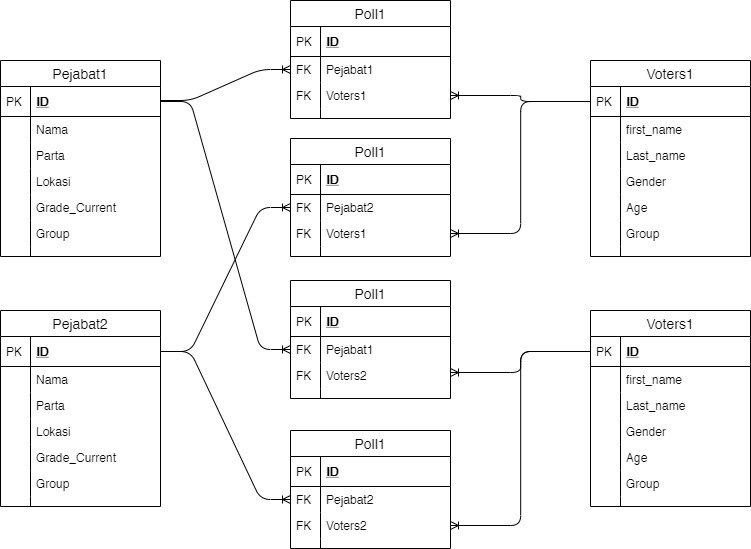 Poll1
PK ID
FK Pejabat1
FK Voters1
Pejabat1
PK ID
Nama
Parta
Lokasi
Grade_Current
Group
Voters1
PK ID
first_name
Last_name
Gender
Age
Group
Poll1
PK ID
FK Pejabat2
FK Voters1
Poll1
PK ID
FK Pejabat1
FK Voters2
Pejabat2
PK ID
Nama
Parta
Lokasi
Grade_Current
Group
Voters1
PK ID
first_name
Last_name
Gender
Age
Group
Poll1
PK ID
FK Pejabat2
FK Voters2